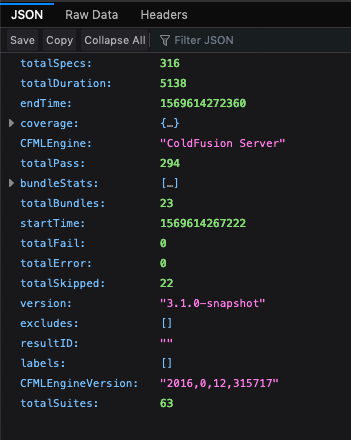 JSON Raw Data Headers
Save Copy Collapse All Filter JSON
totalSpecs: 316
totalDuration: 5138
endTime: 1569614272360
coverage: {…}
CFMLEngine: "ColdFusion Server"
totalPass: 294
bundleStats: […]
totalBundles: 23
startTime: 1569614267222
totalFail: 0
totalError: 0
totalSkipped: 22
version: "3.1.0-snapshot"
excludes: []
resultID: ""
labels: []
CFMLEngineVersion: "2016,0,12,315717"
totalSuites: 63